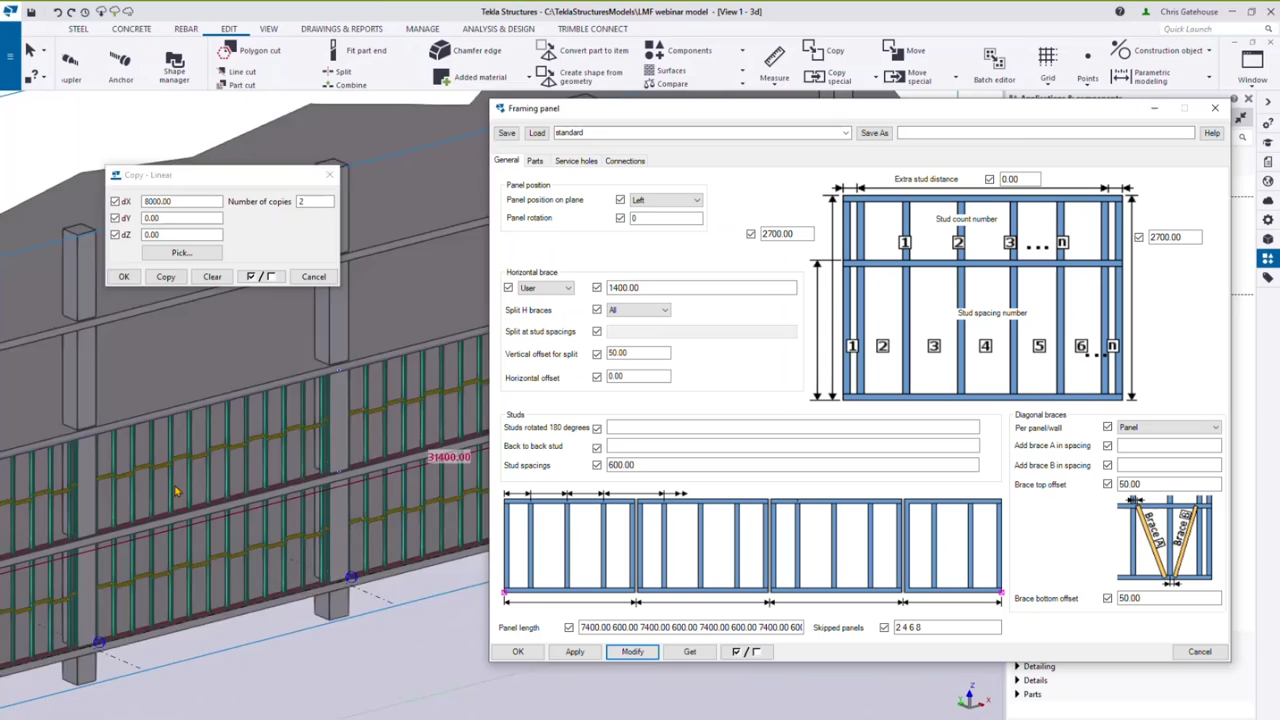 Tekla Structures - C:\TeklaStructuresModels\LMF webinar model - [View 1 - 3d]
Chris Gatehouse
STEEL CONCRETE REBAR EDIT VIEW DRAWINGS & REPORTS MANAGE ANALYSIS & DESIGN TRIMBLE CONNECT
Quick Launch
Polygon cut Fit part end Chamfer edge Convert part to item Components Copy Move Construction object
Line cut Split Added material Create shape from geometry Surfaces Copy special Move special Parametric modeling
Part cut Combine Compare
upler Anchor Shape manager Measure Batch editor Grid Points Window
Framing panel
Save Load standard Save As Help
General Parts Service holes Connections
Copy - Linear
dX 8000.00 Number of copies 2
dY 0.00
dZ 0.00
Pick...
OK Copy Clear / Cancel
31400.00
Panel position
Panel position on plane Left
Panel rotation 0
Extra stud distance 0.00
2700.00
2700.00
Stud count number
1 2 3 ... n
Stud spacing number
1 2 3 4 5 6 ... n
Horizontal brace
User 1400.00
Split H braces All
Split at stud spacings
Vertical offset for split 50.00
Horizontal offset 0.00
Studs
Studs rotated 180 degrees
Back to back stud
Stud spacings 600.00
Diagonal braces
Per panel/wall Panel
Add brace A in spacing
Add brace B in spacing
Brace top offset 50.00
Brace [A] Brace [B]
Brace bottom offset 50.00
Panel length 7400.00 600.00 7400.00 600.00 7400.00 600.00 7400.00 60( Skipped panels 2 4 6 8
OK Apply Modify Get / Cancel
Detailing
Details
Parts
Z
X